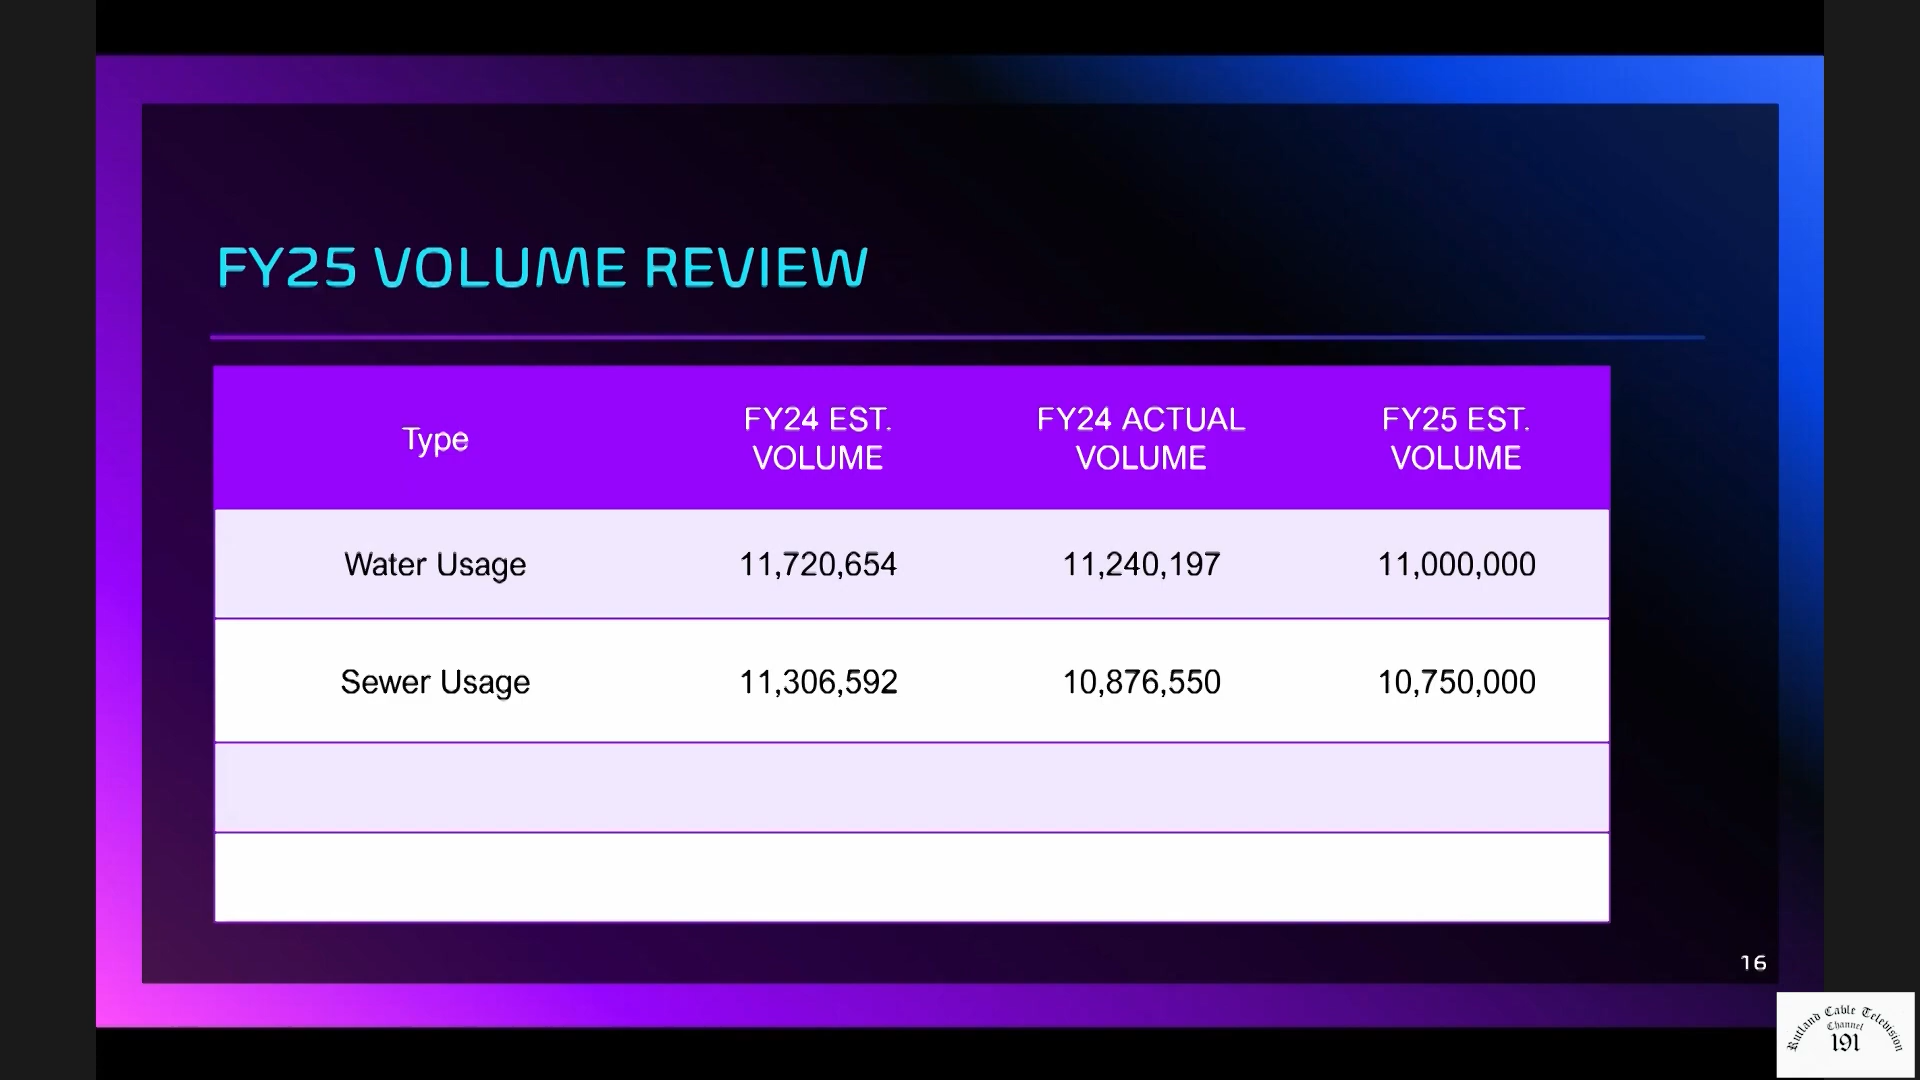 FY25 VOLUME REVIEW
Type
FY24 EST.
VOLUME
FY24 ACTUAL
VOLUME
FY25 EST.
VOLUME
Water Usage 11,720,654 11,240,197 11,000,000
Sewer Usage 11,306,592 10,876,550 10,750,000
16
Rutland Cable Television
Channel
191